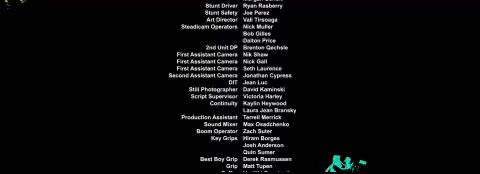 Stunt Driver Ryan Rasberry
Stunt Safety Joe Perez
Art Director Vali Tirsoaga
Steadicam Operators Nick Muller
Bob Gilles
Dalton Price
2nd Unit DP Brenton Oechsle
First Assistant Camera Nik Shaw
First Assistant Camera Nick Gall
First Assistant Camera Seth Laurence
Second Assistant Camera Jonathan Cypress
DIT Jean Luc
Still Photographer David Kaminski
Script Supervisor Victoria Harley
Continuity Kaylin Heywood
Laura Jean Bransky
Production Assistant Terrell Merrick
Sound Mixer Max Osadchenko
Boom Operator Zach Suter
Key Grips Hiram Borges
Josh Anderson
Quin Sumer
Best Boy Grip Derek Rasmussen
Grip Matt Tupen